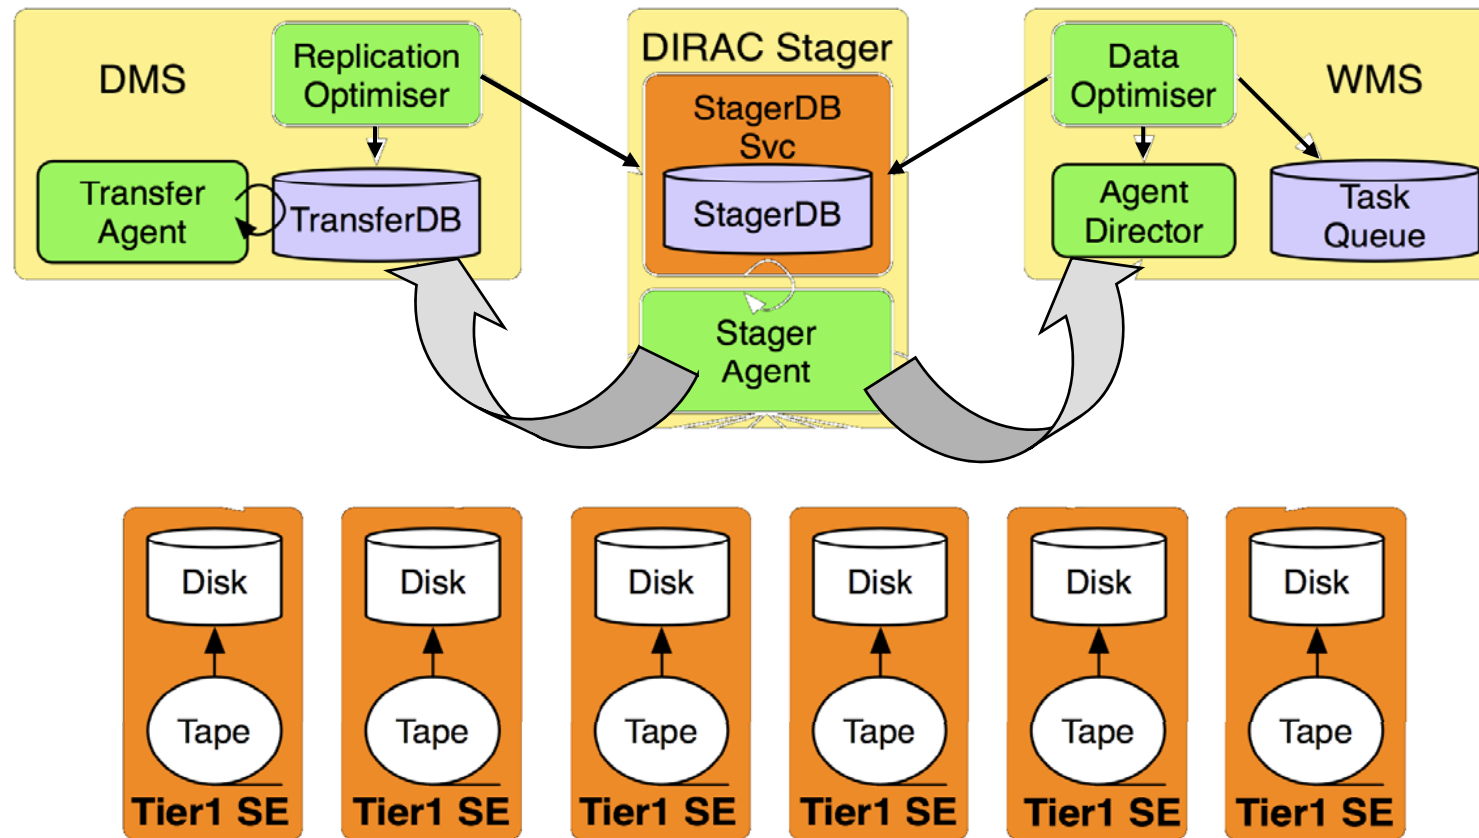 DMS
Replication
Optimiser
Transfer
Agent
TransferDB
DIRAC Stager
StagerDB
Svc
StagerDB
Stager
Agent
Data
Optimiser
WMS
Agent
Director
Task
Queue
Disk
Tape
Tier1 SE
Disk
Tape
Tier1 SE
Disk
Tape
Tier1 SE
Disk
Tape
Tier1 SE
Disk
Tape
Tier1 SE
Disk
Tape
Tier1 SE